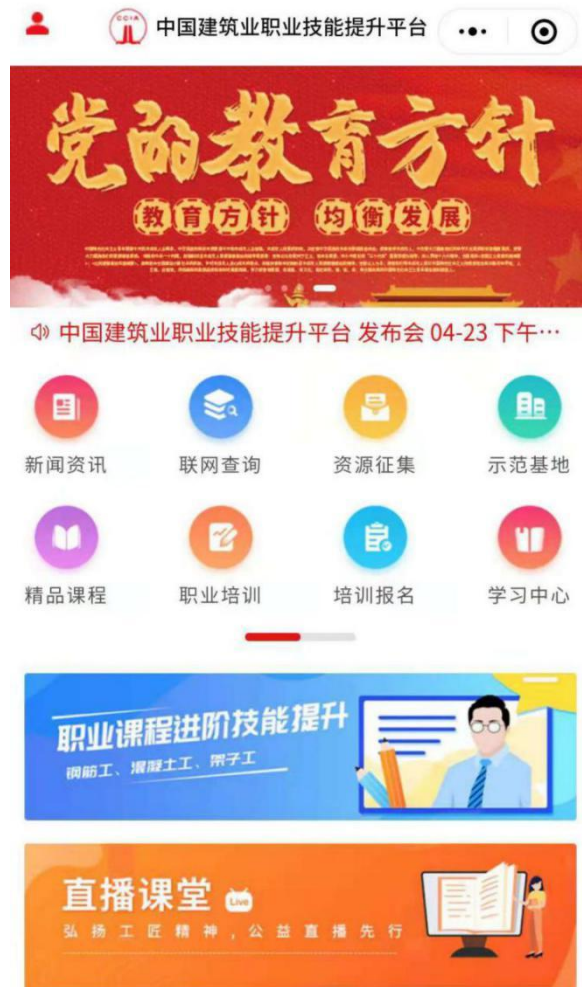 CCIA
中国建筑业职业技能提升平台
党的教育方针
教育方针 均衡发展
中国建筑业职业技能提升平台 发布会 04-23 下午…
新闻资讯 联网查询 资源征集 示范基地
精品课程 职业培训 培训报名 学习中心
职业课程进阶技能提升
钢筋工、混凝土工、架子工
直播课堂 Live
弘扬工匠精神,公益直播先行